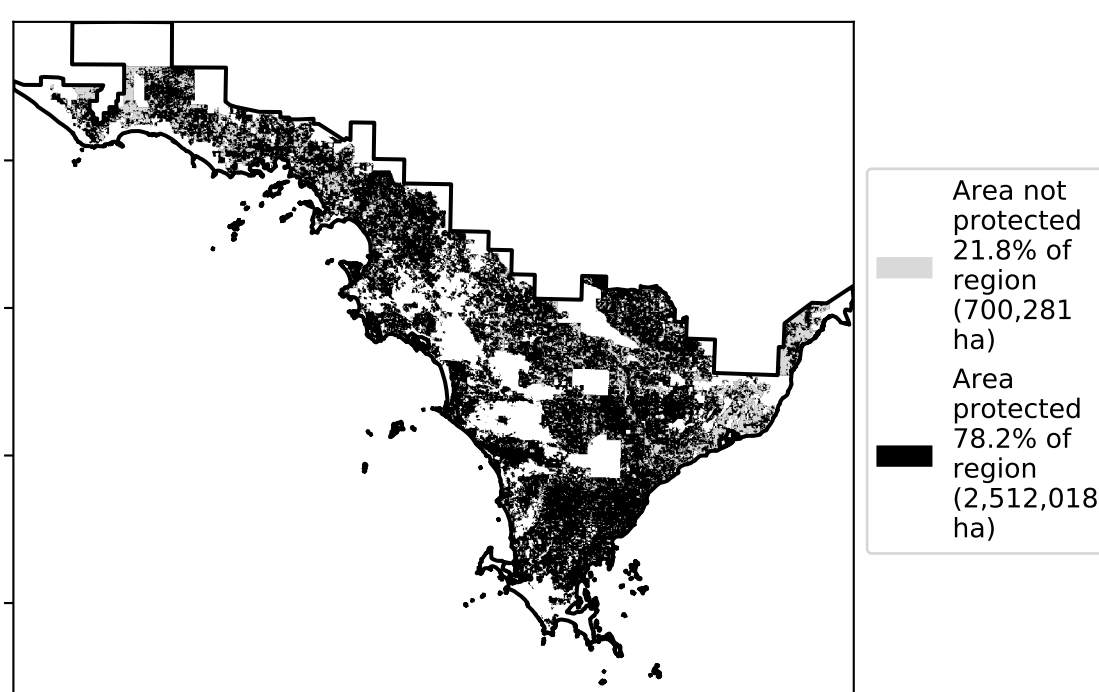 Area not
protected
21.8% of
region
(700,281
ha)
Area
protected
78.2% of
region
(2,512,018
ha)